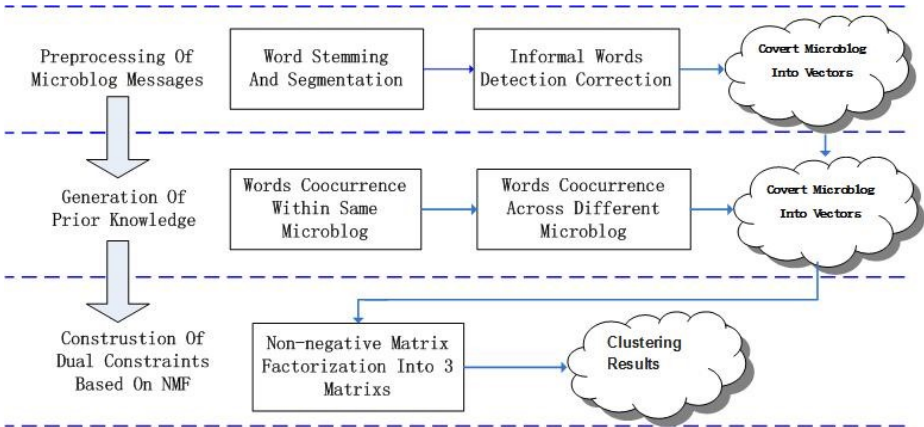 Preprocessing Of
Microblog Messages
Word Stemming
And Segmentation
Informal Words
Detection Correction
Covert Microblog
Into Vectors
Generation Of
Prior Knowledge
Words Coocurrence
Within Same
Microblog
Words Coocurrence
Across Different
Microblog
Covert Microblog
Into Vectors
Construstion Of
Dual Constraints
Based On NMF
Non-negative Matrix
Factorization Into 3
Matrixs
Clustering
Results